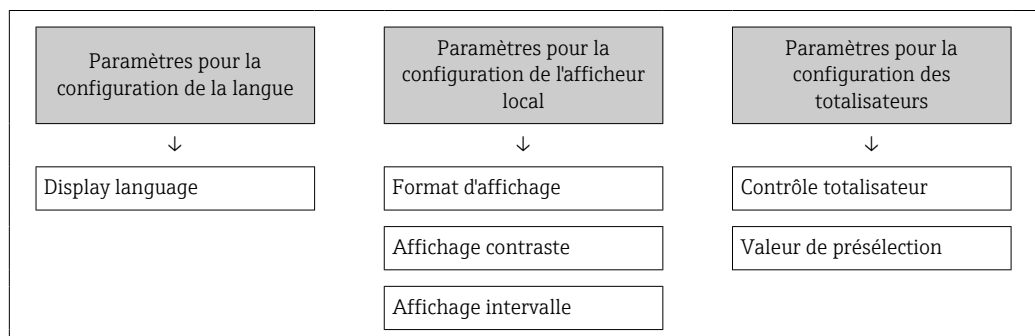 Paramètres pour la
configuration de la langue
↓
Display language
Paramètres pour la
configuration de l'afficheur
local
↓
Format d'affichage
Affichage contraste
Affichage intervalle
Paramètres pour la
configuration des
totalisateurs
↓
Contrôle totalisateur
Valeur de présélection